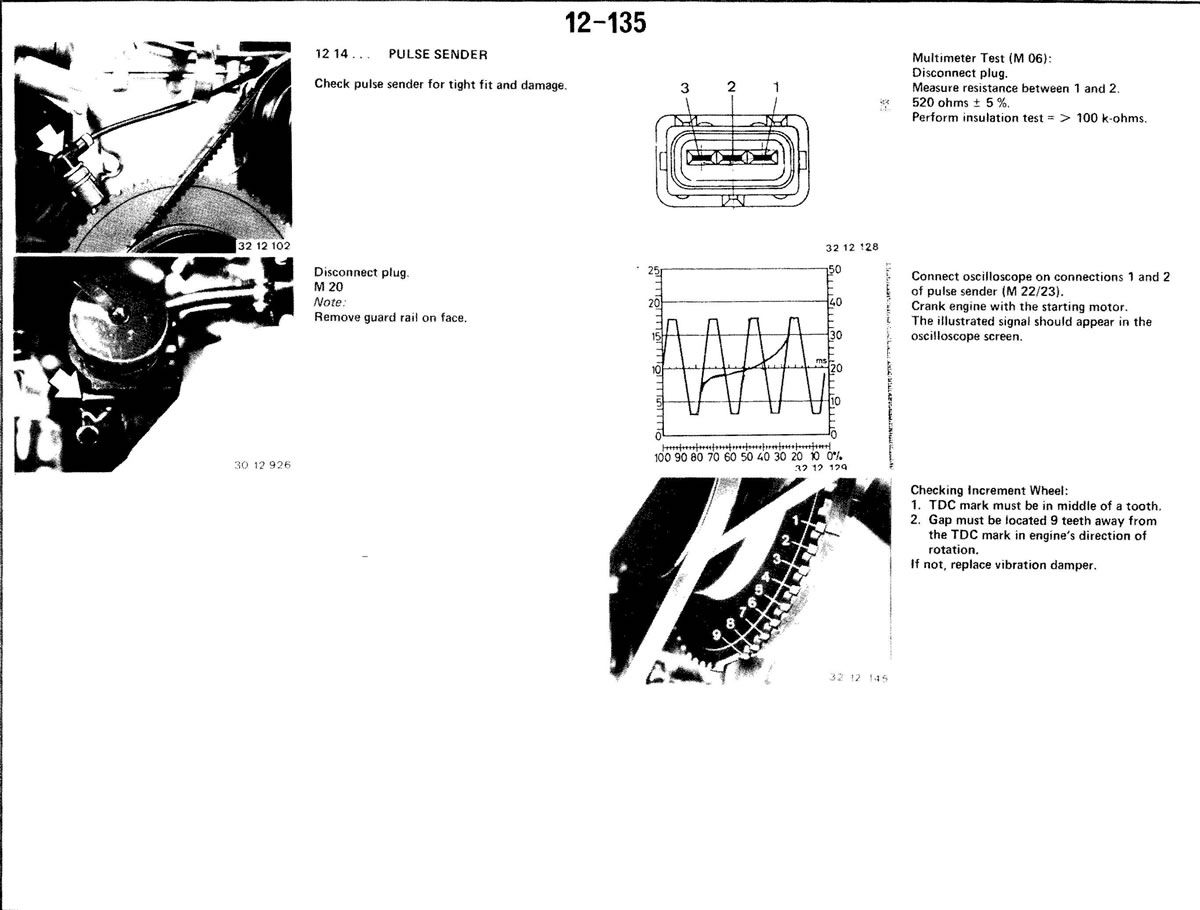 12-135
12 14 . . . PULSE SENDER
Check pulse sender for tight fit and damage.
32 12 102
Disconnect plug.
M 20
Note:
Remove guard rail on face.
30 12 926
Multimeter Test (M 06):
Disconnect plug.
Measure resistance between 1 and 2.
520 ohms ± 5 %.
Perform insulation test = > 100 k-ohms.
3 2 1
32 12 128
Connect oscilloscope on connections 1 and 2
of pulse sender (M 22/23).
Crank engine with the starting motor.
The illustrated signal should appear in the
oscilloscope screen.
25 50
20 40
15 30
ms
10 20
5 10
0 0
100 90 80 70 60 50 40 30 20 10 0%
32 12 129
Checking Increment Wheel:
1. TDC mark must be in middle of a tooth.
2. Gap must be located 9 teeth away from
the TDC mark in engine's direction of
rotation.
If not, replace vibration damper.
1
2
3
4
5
6
7
8
9
32 12 145